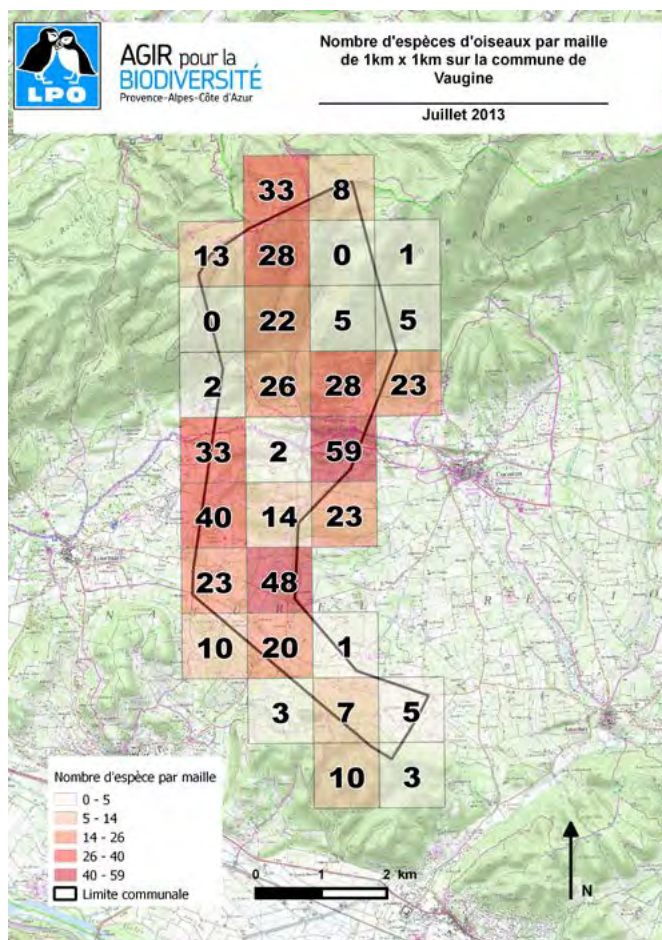 LPO
AGIR pour la
BIODIVERSITÉ
Provence-Alpes-Côte d'Azur
Nombre d'espèces d'oiseaux par maille
de 1km x 1km sur la commune de
Vaugine
Juillet 2013
33 8
13 28 0 1
0 22 5 5
2 26 28 23
33 2 59
40 14 23
23 48
10 20 1
3 7 5
10 3
Nombre d'espèce par maille
0 - 5
5 - 14
14 - 26
26 - 40
40 - 59
Limite communale
0 1 2 km
N